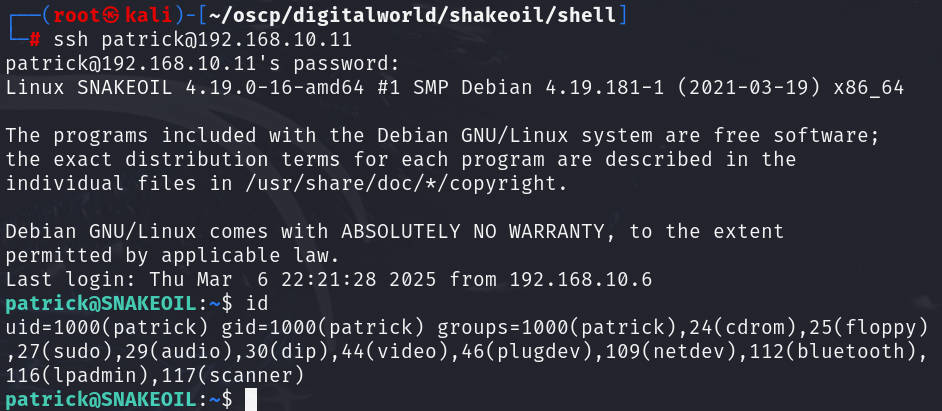 ┌──(root㉿kali)-[~/oscp/digitalworld/shakeoil/shell]
└─# ssh patrick@192.168.10.11
patrick@192.168.10.11's password:
Linux SNAKEOIL 4.19.0-16-amd64 #1 SMP Debian 4.19.181-1 (2021-03-19) x86_64
The programs included with the Debian GNU/Linux system are free software;
the exact distribution terms for each program are described in the
individual files in /usr/share/doc/*/copyright.
Debian GNU/Linux comes with ABSOLUTELY NO WARRANTY, to the extent
permitted by applicable law.
Last login: Thu Mar  6 22:21:28 2025 from 192.168.10.6
patrick@SNAKEOIL:~$ id
uid=1000(patrick) gid=1000(patrick) groups=1000(patrick),24(cdrom),25(floppy)
,27(sudo),29(audio),30(dip),44(video),46(plugdev),109(netdev),112(bluetooth),
116(lpadmin),117(scanner)
patrick@SNAKEOIL:~$